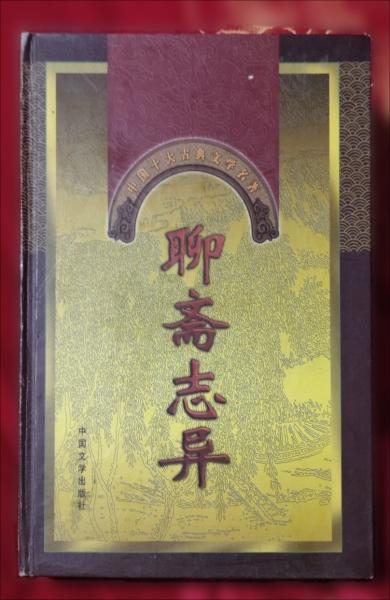 中国十大古典文学名著
聊斋志异
中国文学出版社